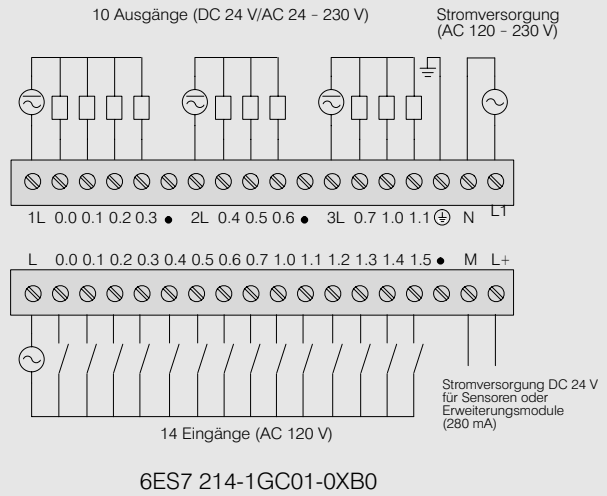 10 Ausgänge (DC 24 V/AC 24 - 230 V)
Stromversorgung
(AC 120 - 230 V)
1L 0.0 0.1 0.2 0.3 ● 2L 0.4 0.5 0.6 ● 3L 0.7 1.0 1.1 N L1
L 0.0 0.1 0.2 0.3 0.4 0.5 0.6 0.7 1.0 1.1 1.2 1.3 1.4 1.5 ● M L+
Stromversorgung DC 24 V
für Sensoren oder
Erweiterungsmodule
(280 mA)
14 Eingänge (AC 120 V)
6ES7 214-1GC01-0XB0